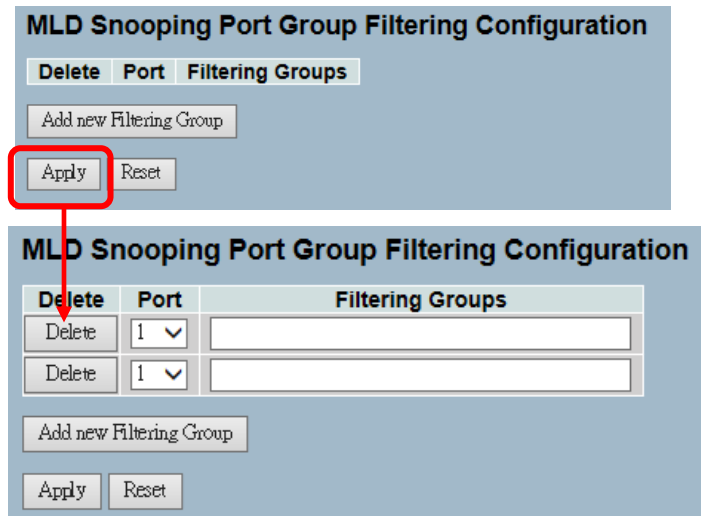 MLD Snooping Port Group Filtering Configuration
Delete Port Filtering Groups
Add new Filtering Group
Apply Reset
MLD Snooping Port Group Filtering Configuration
Delete Port Filtering Groups
Delete 1
Delete 1
Add new Filtering Group
Apply Reset